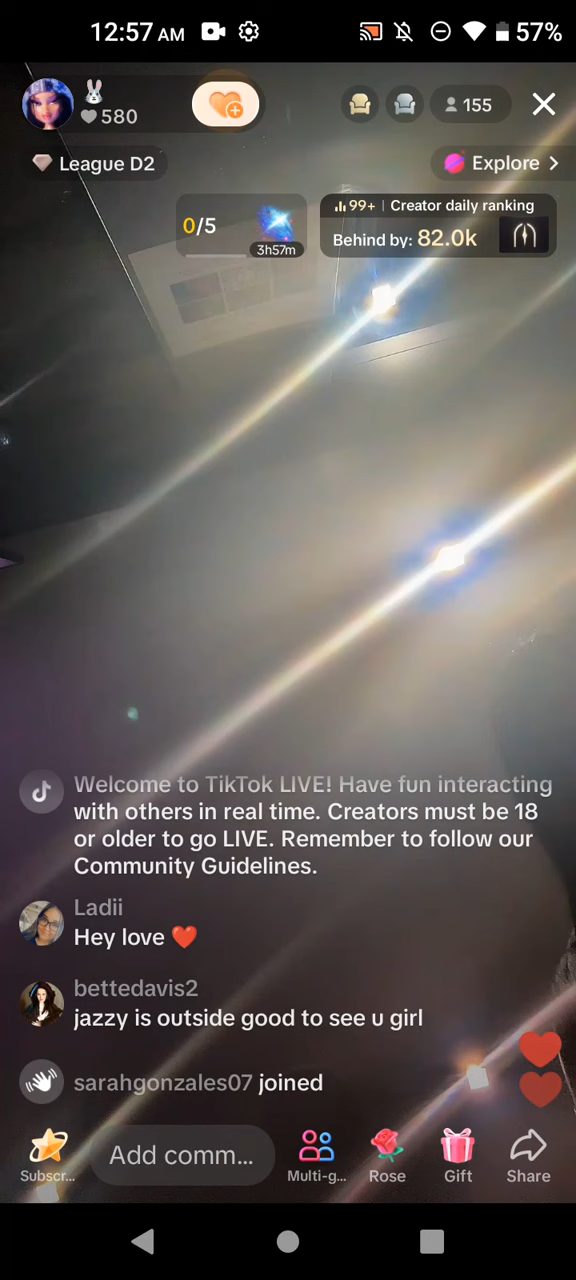 12:57 AM 57%
🐰
580
155
League D2
Explore >
0/5
3h57m
99+ | Creator daily ranking
Behind by: 82.0k
Welcome to TikTok LIVE! Have fun interacting
with others in real time. Creators must be 18
or older to go LIVE. Remember to follow our
Community Guidelines.
Ladii
Hey love ❤️
bettedavis2
jazzy is outside good to see u girl
sarahgonzales07 joined
Add comm...
Subscr...
Multi-g...
Rose
Gift
Share